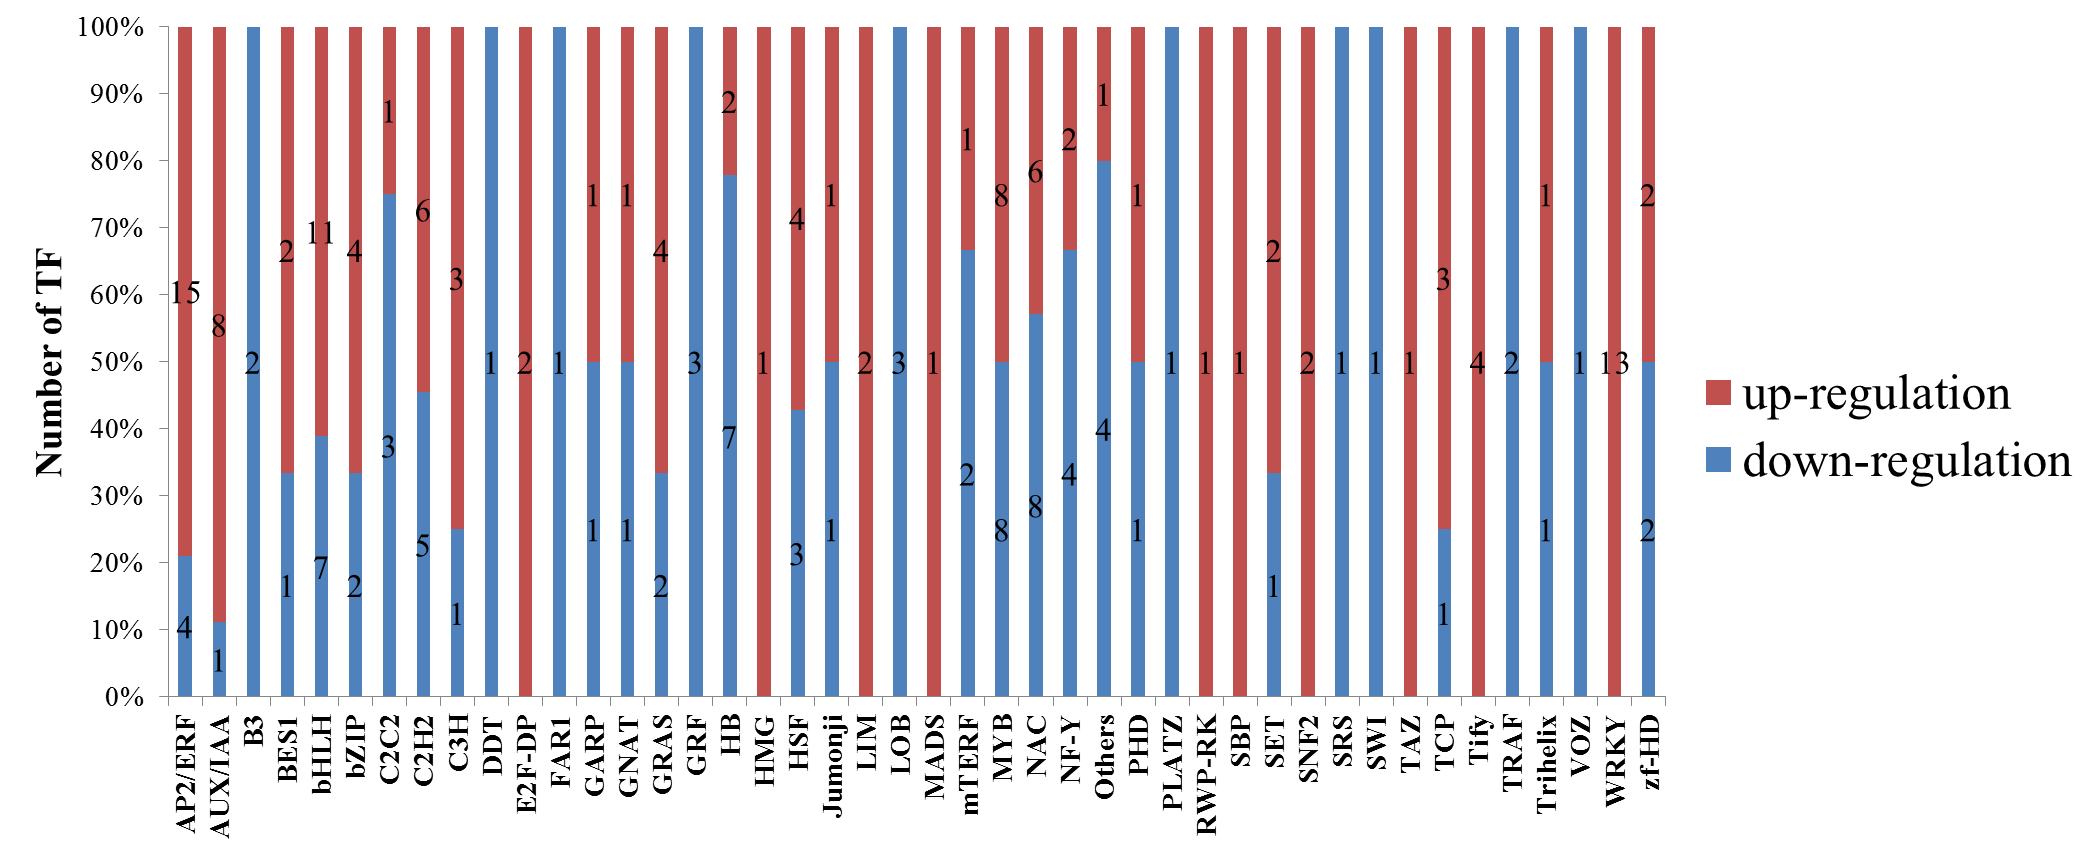 Number of TF
100%
90%
80%
70%
60%
50%
40%
30%
20%
10%
0%
15
4
8
1
2
2
1
11
7
4
2
1
3
6
5
3
1
1
2
1
1
1
1
1
4
2
3
2
7
1
4
3
1
1
2
3
1
1
2
8
8
6
8
2
4
1
4
1
1
1
1
1
2
1
2
1
1
1
3
1
4
2
1
1
1
13
2
2
AP2/ERF
AUX/IAA
B3
BES1
bHLH
bZIP
C2C2
C2H2
C3H
DDT
E2F-DP
FAR1
GARP
GNAT
GRAS
GRF
HB
HMG
HSF
Jumonji
LIM
LOB
MADS
mTERF
MYB
NAC
NF-Y
Others
PHD
PLATZ
RWP-RK
SBP
SET
SNF2
SRS
SWI
TAZ
TCP
Tify
TRAF
Trihelix
VOZ
WRKY
zf-HD
up-regulation
down-regulation